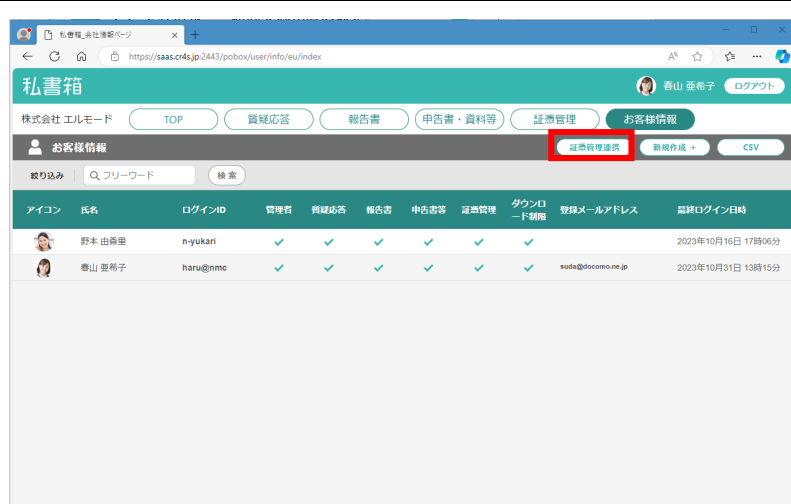 私書箱_会社情報ページ
https://saas.cr4s.jp:2443/pobox/user/info/eu/index
私書箱
春山 亜希子 ログアウト
株式会社 エルモード TOP 質疑応答 報告書 申告書・資料等 証憑管理 お客様情報
お客様情報 証憑管理連携 新規作成 + CSV
絞り込み フリーワード 検索
アイコン 氏名 ログインID 管理者 質疑応答 報告書 申告書等 証憑管理 ダウンロード制限 登録メールアドレス 最終ログイン日時
野本 由香里 n-yukari 2023年10月16日 17時06分
春山 亜希子 haru@nmc suda@docomo.ne.jp 2023年10月31日 13時15分